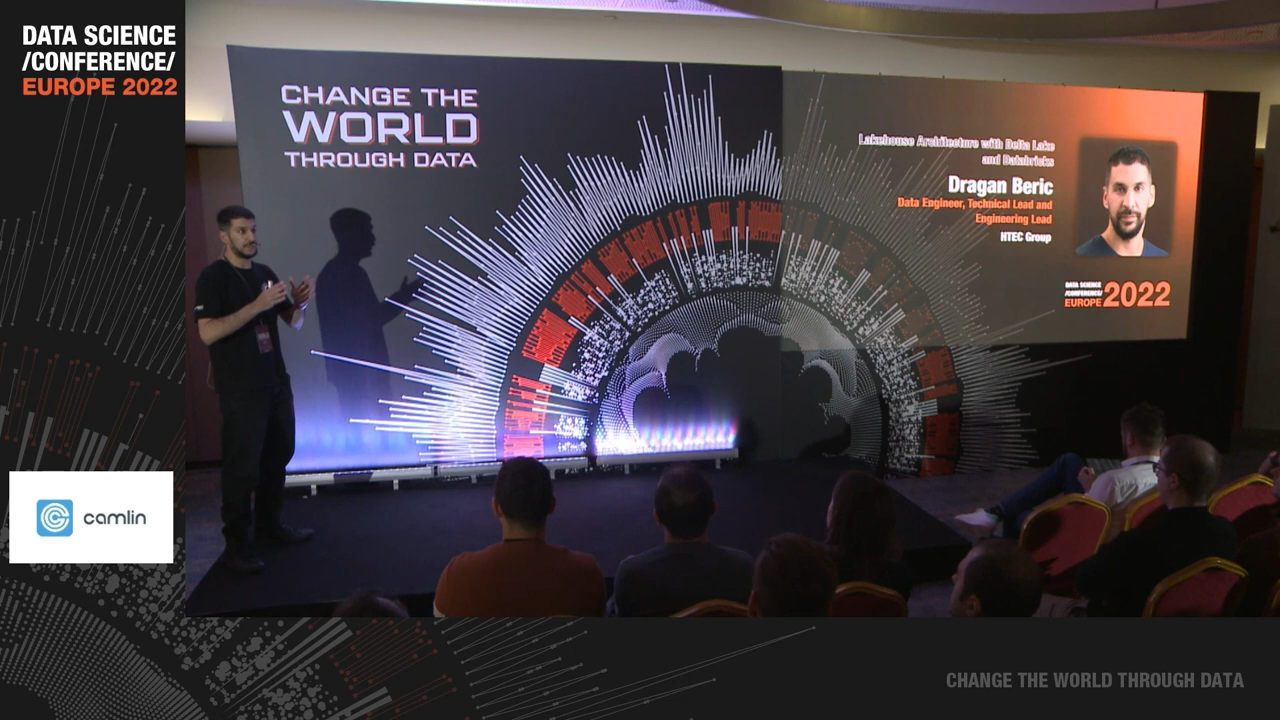 DATA SCIENCE
/CONFERENCE/
EUROPE 2022
CHANGE THE
WORLD
THROUGH DATA
Lakehouse Architecture with Delta Lake
and Databricks
Dragan Beric
Data Engineer, Technical Lead and
Engineering Lead
HTEC Group
DATA SCIENCE
/CONFERENCE/
EUROPE 2022
camlin
CHANGE THE WORLD THROUGH DATA